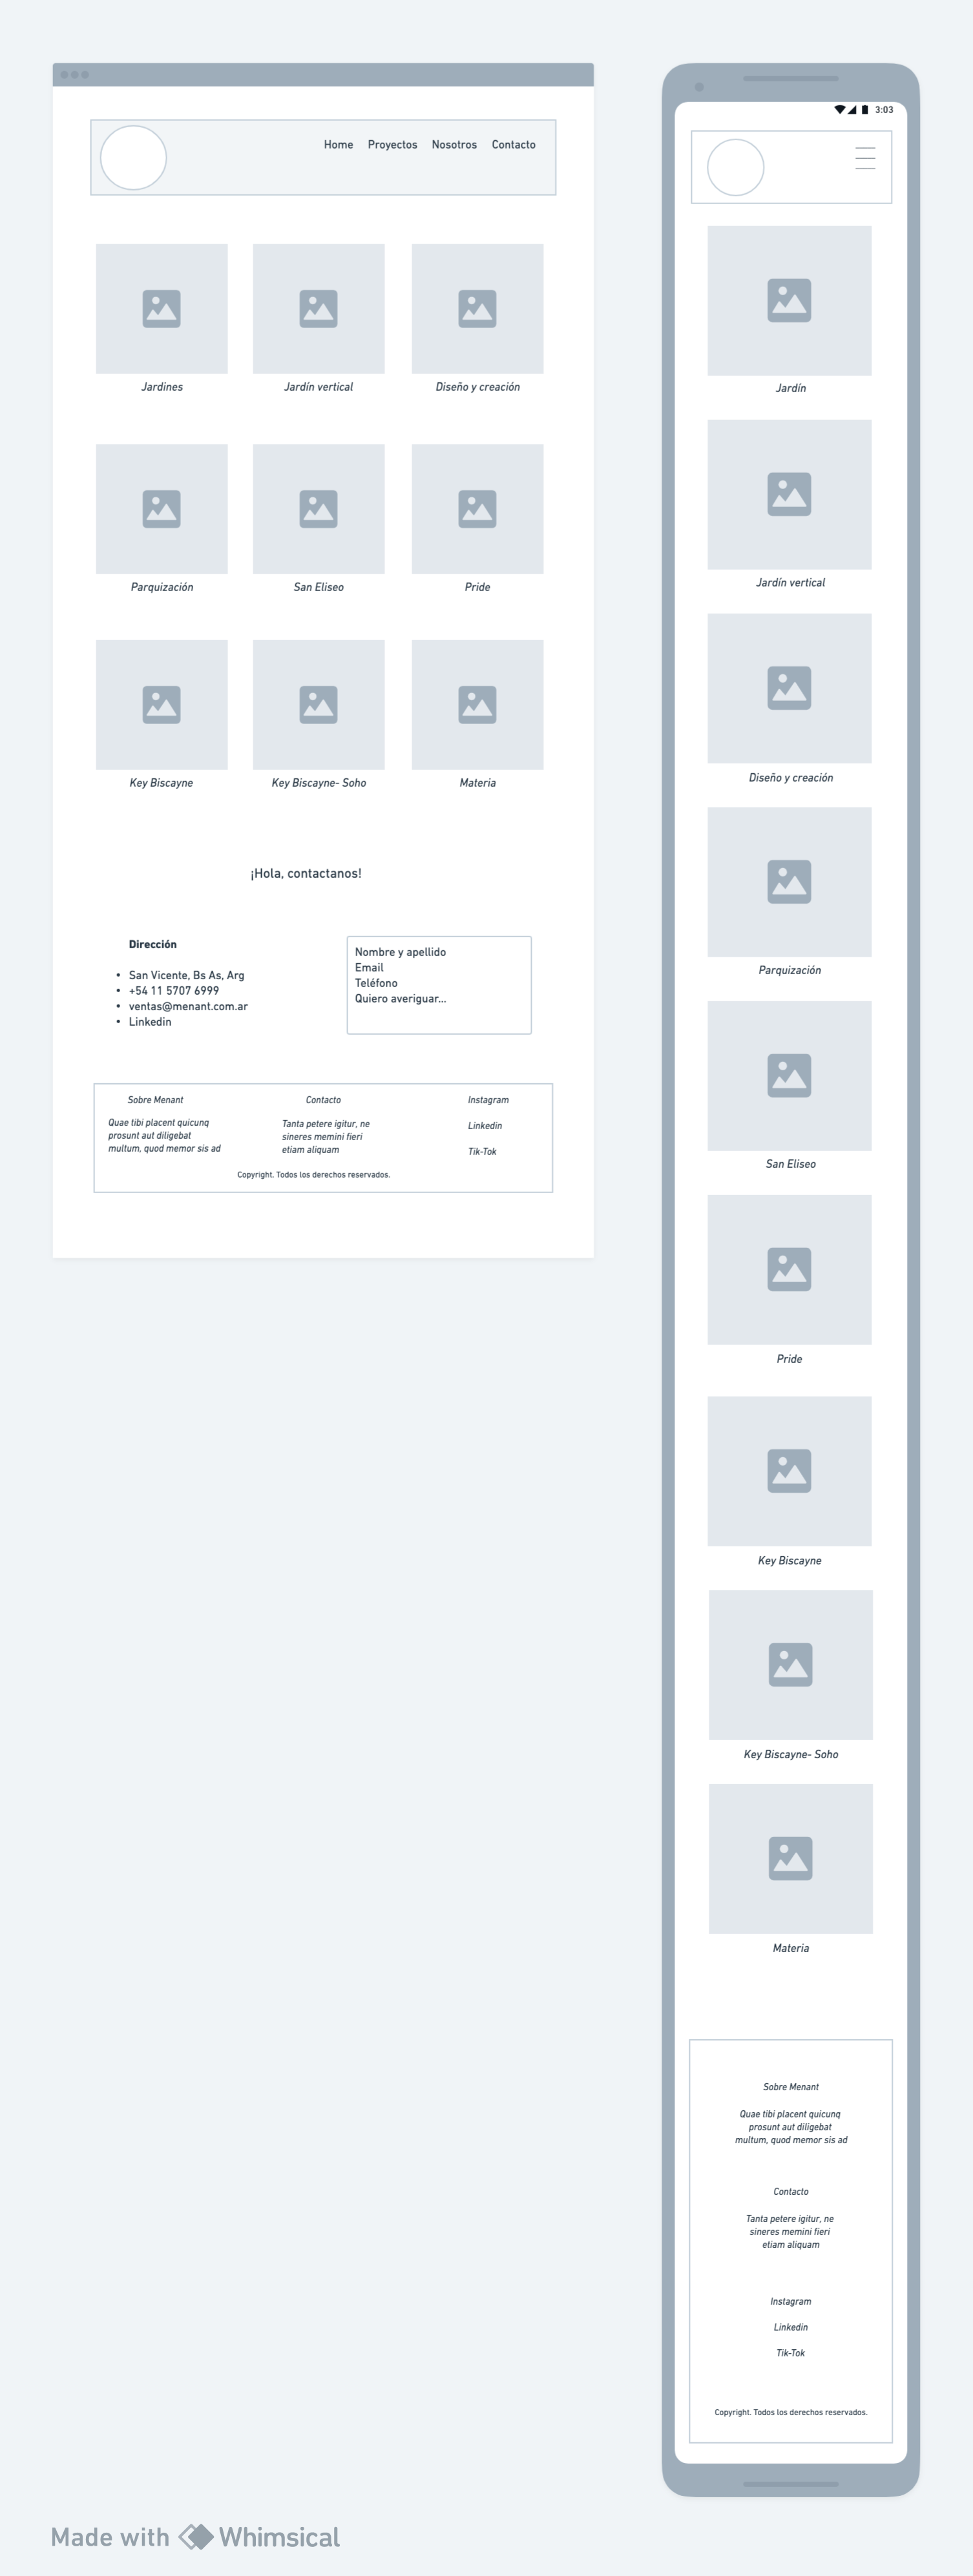 Home Proyectos Nosotros Contacto
Jardines Jardín vertical Diseño y creación
Parquización San Eliseo Pride
Key Biscayne Key Biscayne- Soho Materia
¡Hola, contactanos!
Dirección
• San Vicente, Bs As, Arg
• +54 11 5707 6999
• ventas@menant.com.ar
• Linkedin
Nombre y apellido
Email
Teléfono
Quiero averiguar...
Sobre Menant
Quae tibi placent quicunq
prosunt aut diligebat
multum, quod memor sis ad
Contacto
Tanta petere igitur, ne
sineres memini fieri
etiam aliquam
Instagram
Linkedin
Tik-Tok
Copyright. Todos los derechos reservados.
3:03
Jardín
Jardín vertical
Diseño y creación
Parquización
San Eliseo
Pride
Key Biscayne
Key Biscayne- Soho
Materia
Sobre Menant
Quae tibi placent quicunq
prosunt aut diligebat
multum, quod memor sis ad
Contacto
Tanta petere igitur, ne
sineres memini fieri
etiam aliquam
Instagram
Linkedin
Tik-Tok
Copyright. Todos los derechos reservados.
Made with Whimsical